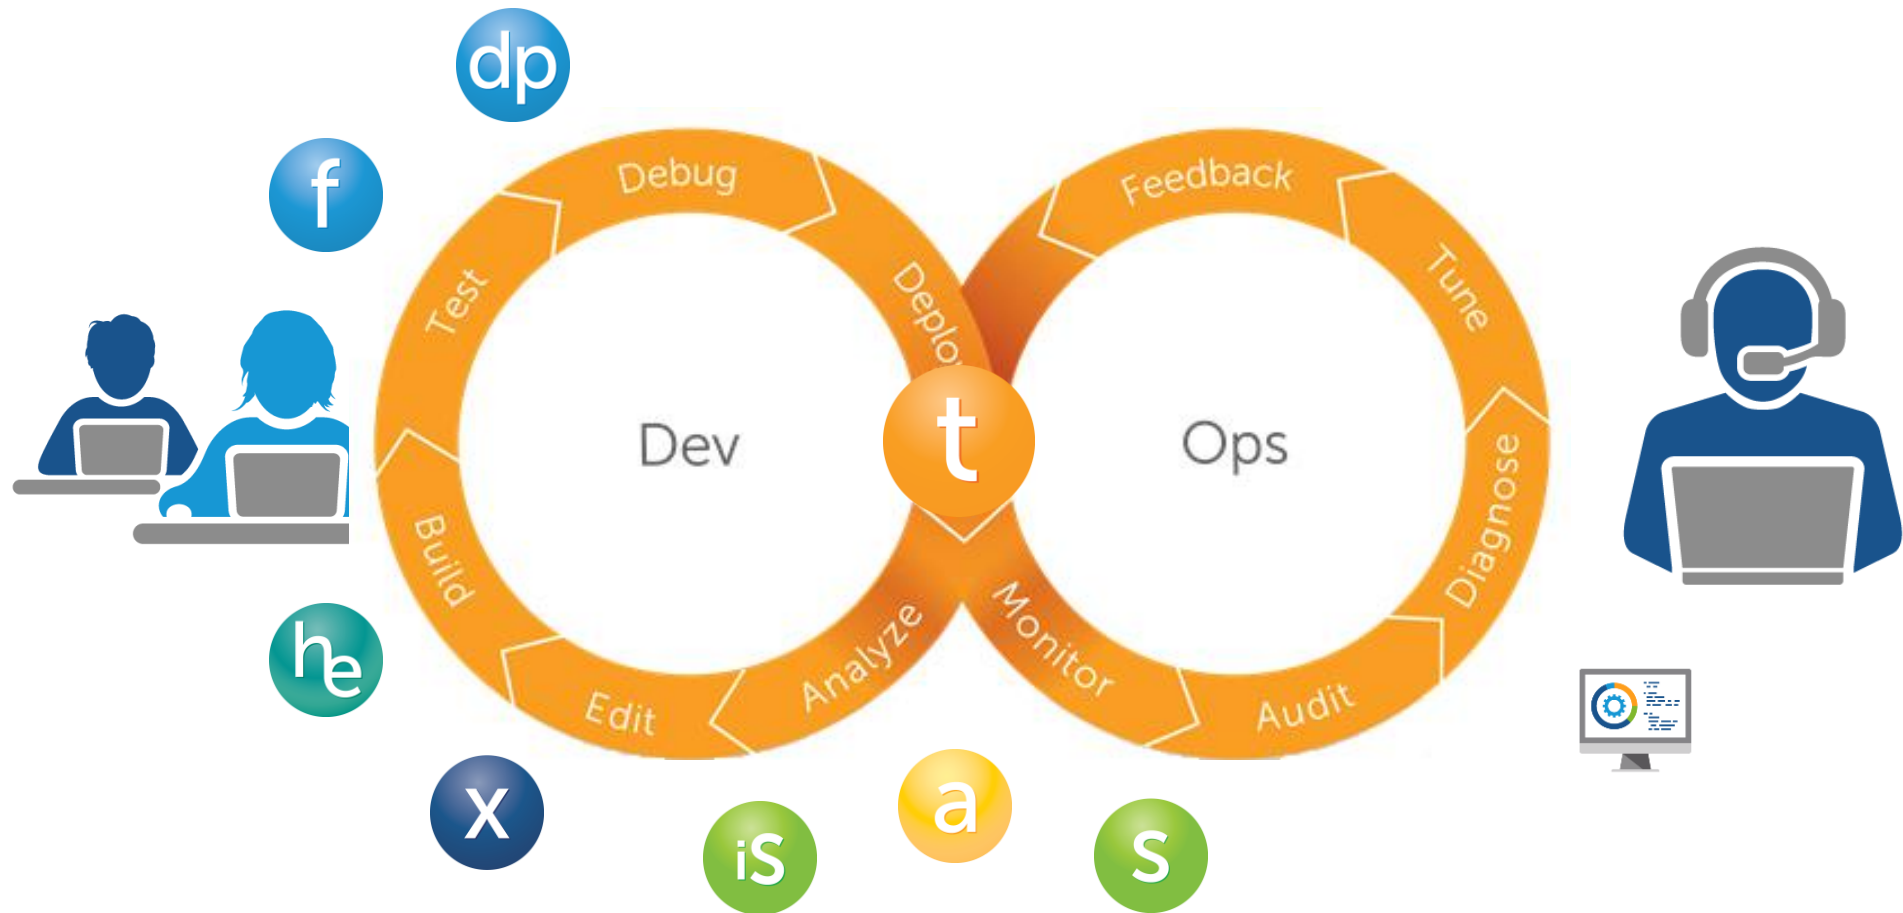 dp
f
Debug
Feedback
Test
Deplo
Tune
Dev
t
Ops
Build
Diagnose
he
Analyze
Monitor
Edit
Audit
x
iS
a
S